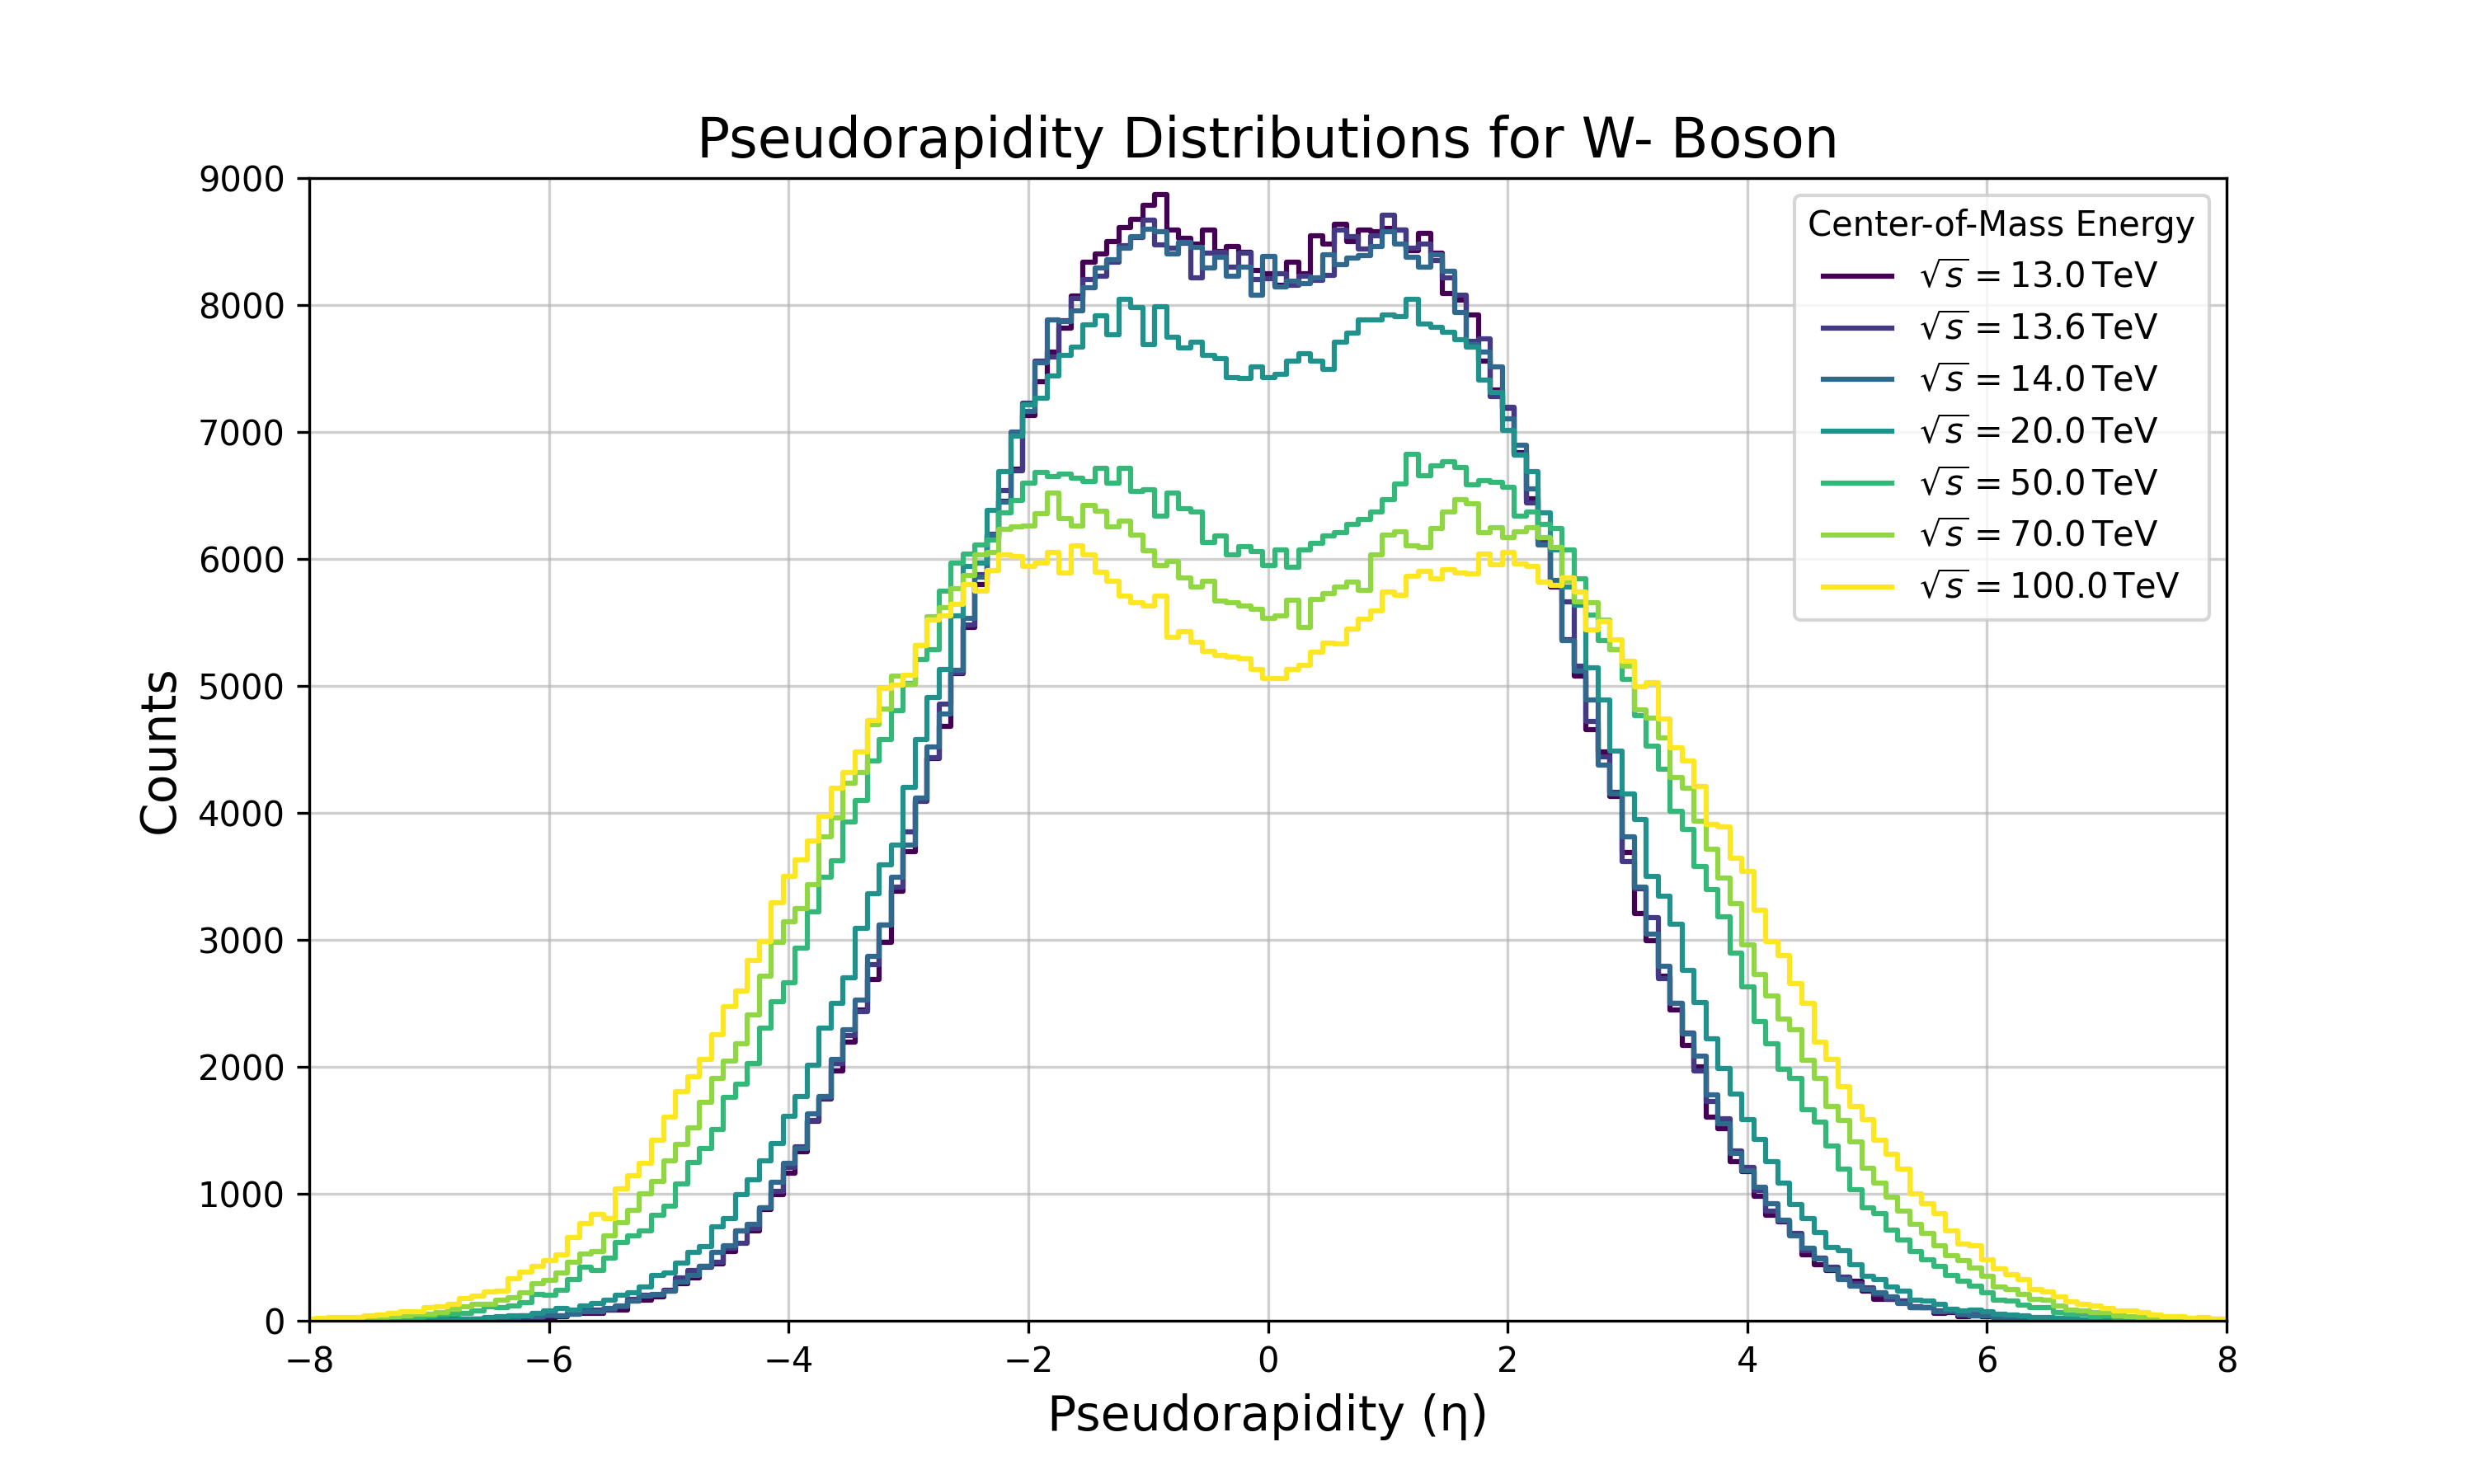 Pseudorapidity Distributions for W- Boson
9000
8000
7000
6000
5000
4000
3000
2000
1000
0
Counts
Center-of-Mass Energy
√s = 13.0 TeV
√s = 13.6 TeV
√s = 14.0 TeV
√s = 20.0 TeV
√s = 50.0 TeV
√s = 70.0 TeV
√s = 100.0 TeV
−8 −6 −4 −2 0 2 4 6 8
Pseudorapidity (η)